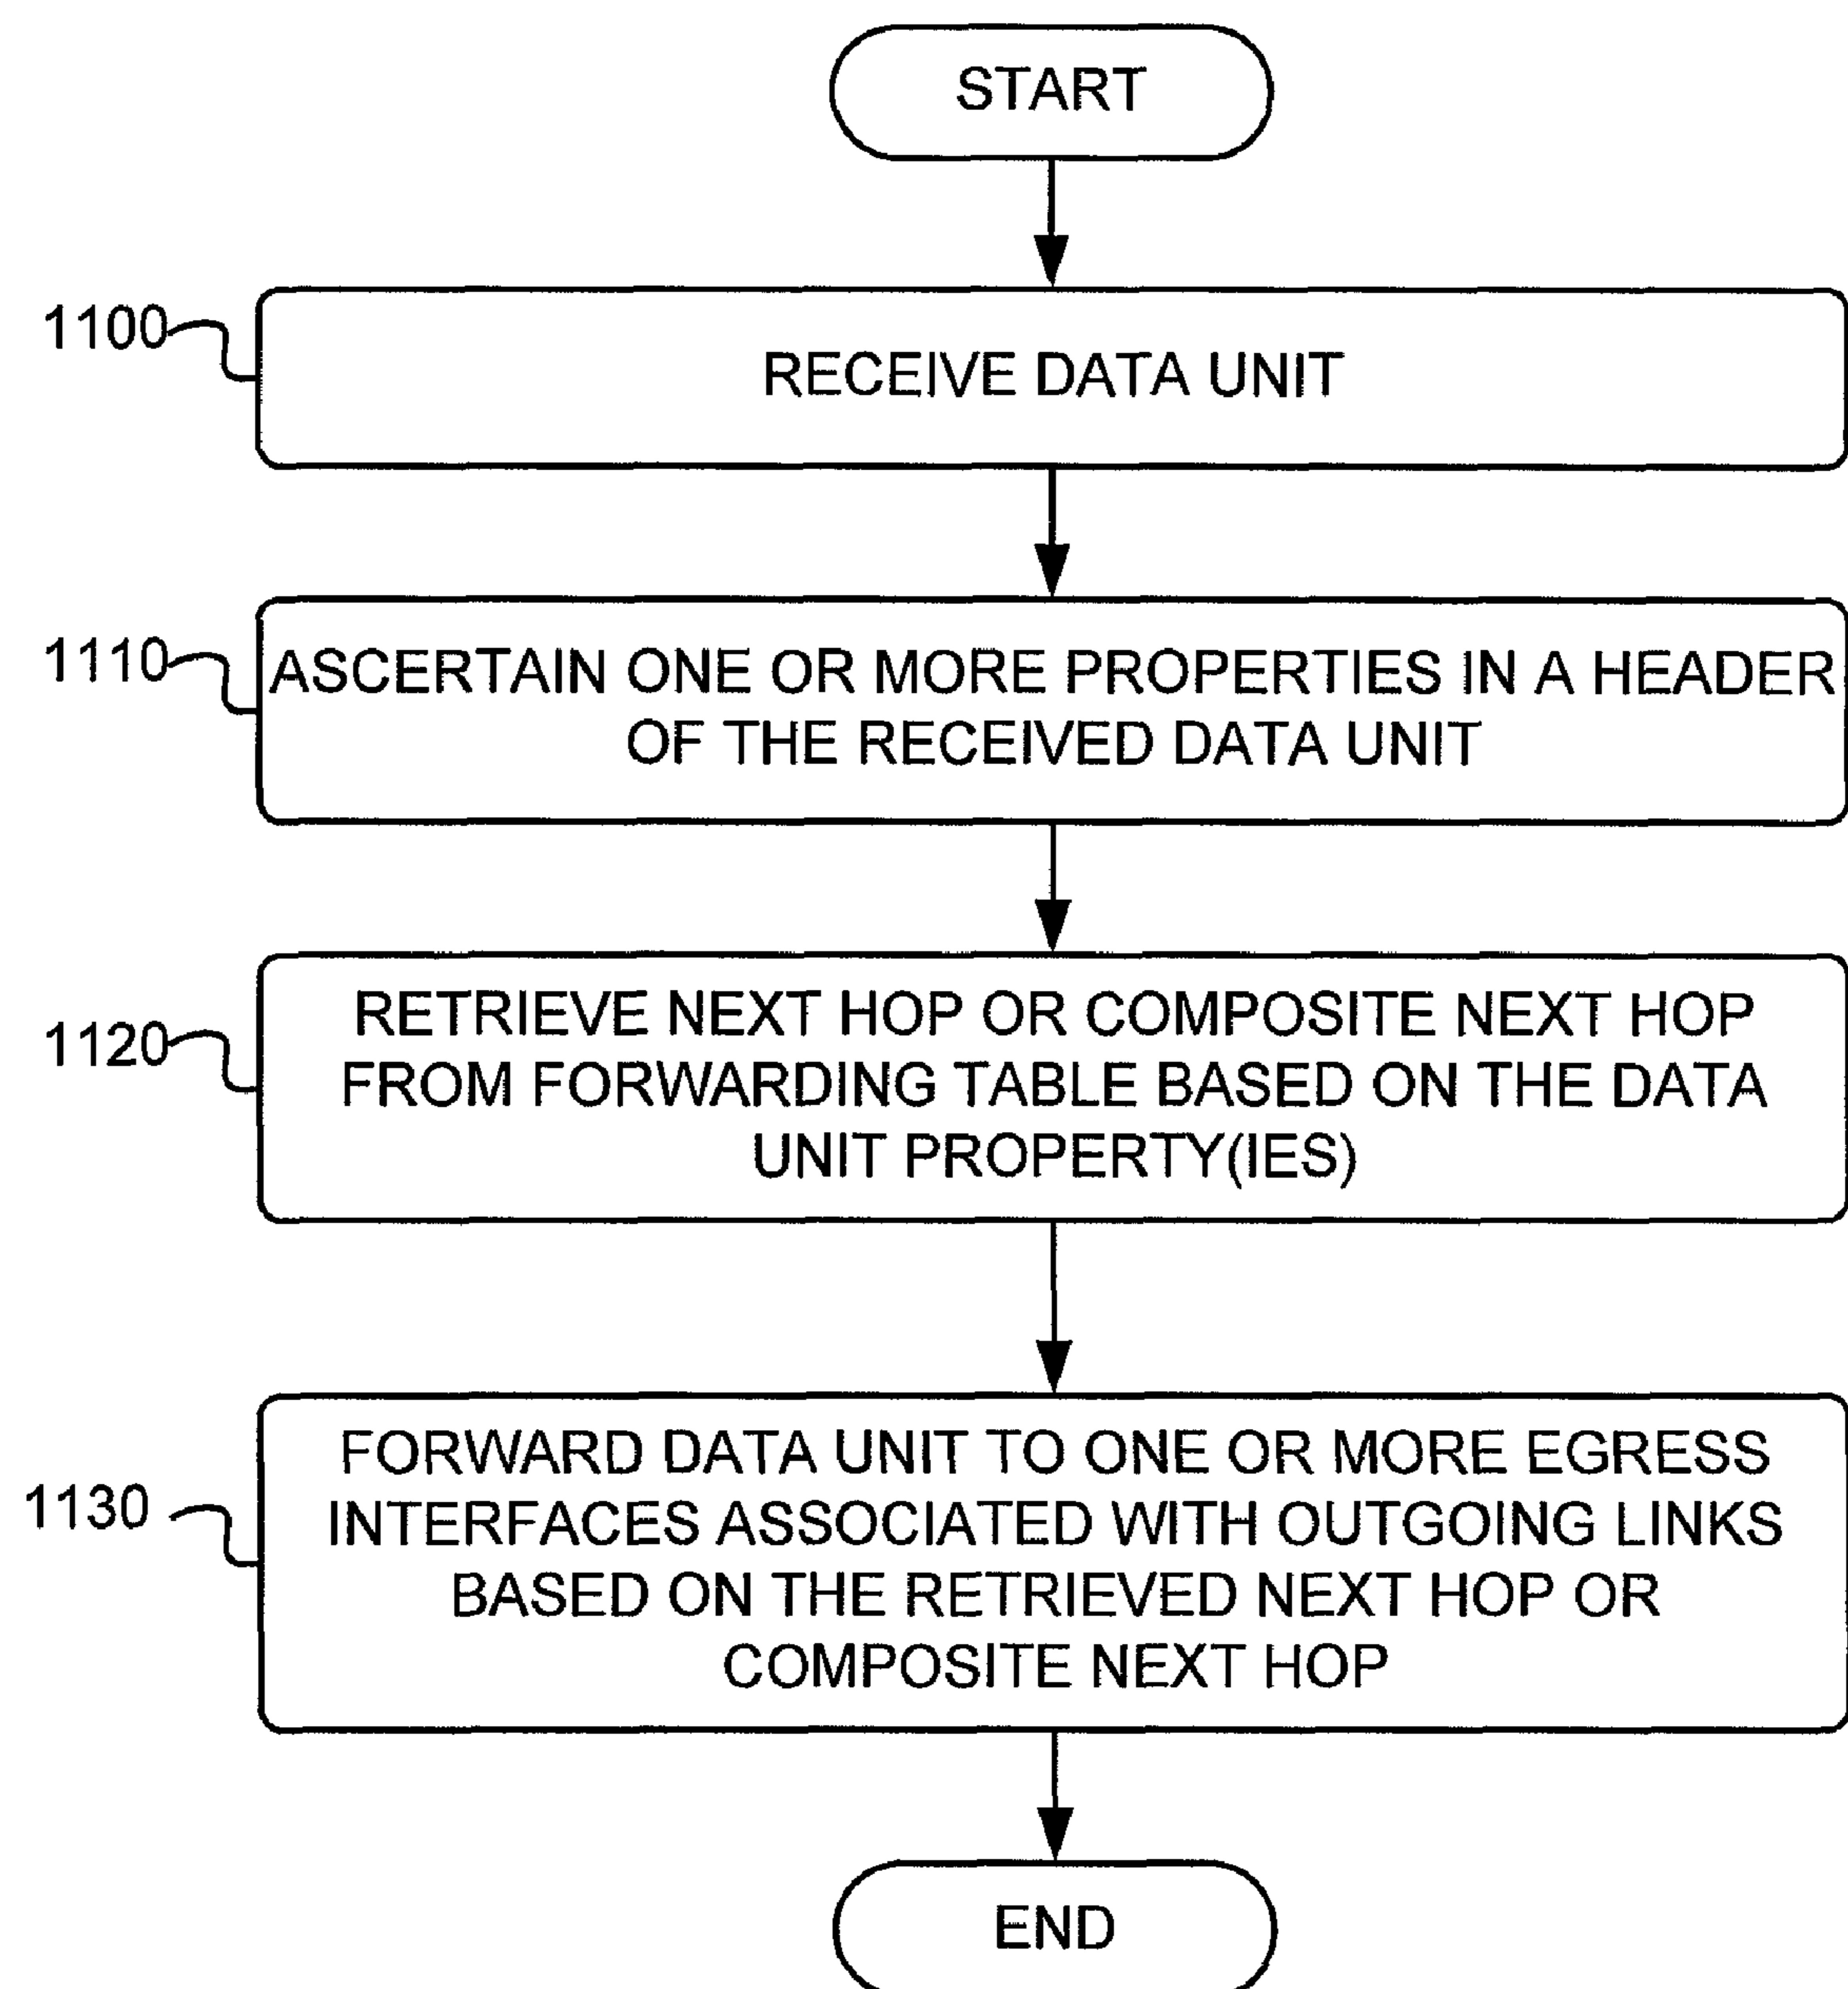 START
1100
RECEIVE DATA UNIT
1110
ASCERTAIN ONE OR MORE PROPERTIES IN A HEADER
OF THE RECEIVED DATA UNIT
1120
RETRIEVE NEXT HOP OR COMPOSITE NEXT HOP
FROM FORWARDING TABLE BASED ON THE DATA
UNIT PROPERTY(IES)
1130
FORWARD DATA UNIT TO ONE OR MORE EGRESS
INTERFACES ASSOCIATED WITH OUTGOING LINKS
BASED ON THE RETRIEVED NEXT HOP OR
COMPOSITE NEXT HOP
END